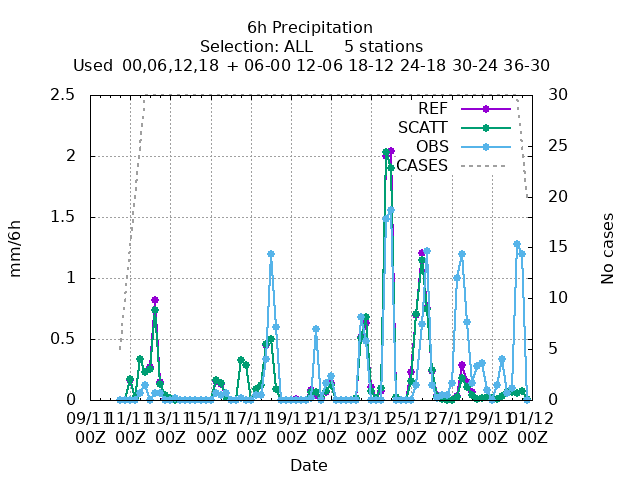 6h Precipitation
Selection: ALL 5 stations
Used 00,06,12,18 + 06-00 12-06 18-12 24-18 30-24 36-30
2.5
2
1.5
1
0.5
0
mm/6h
30
25
20
15
10
5
0
No cases
REF
SCATT
OBS
CASES
09/11 11/11 13/11 15/11 17/11 19/11 21/11 23/11 25/11 27/11 29/11 01/12
00Z 00Z 00Z 00Z 00Z 00Z 00Z 00Z 00Z 00Z 00Z 00Z
Date